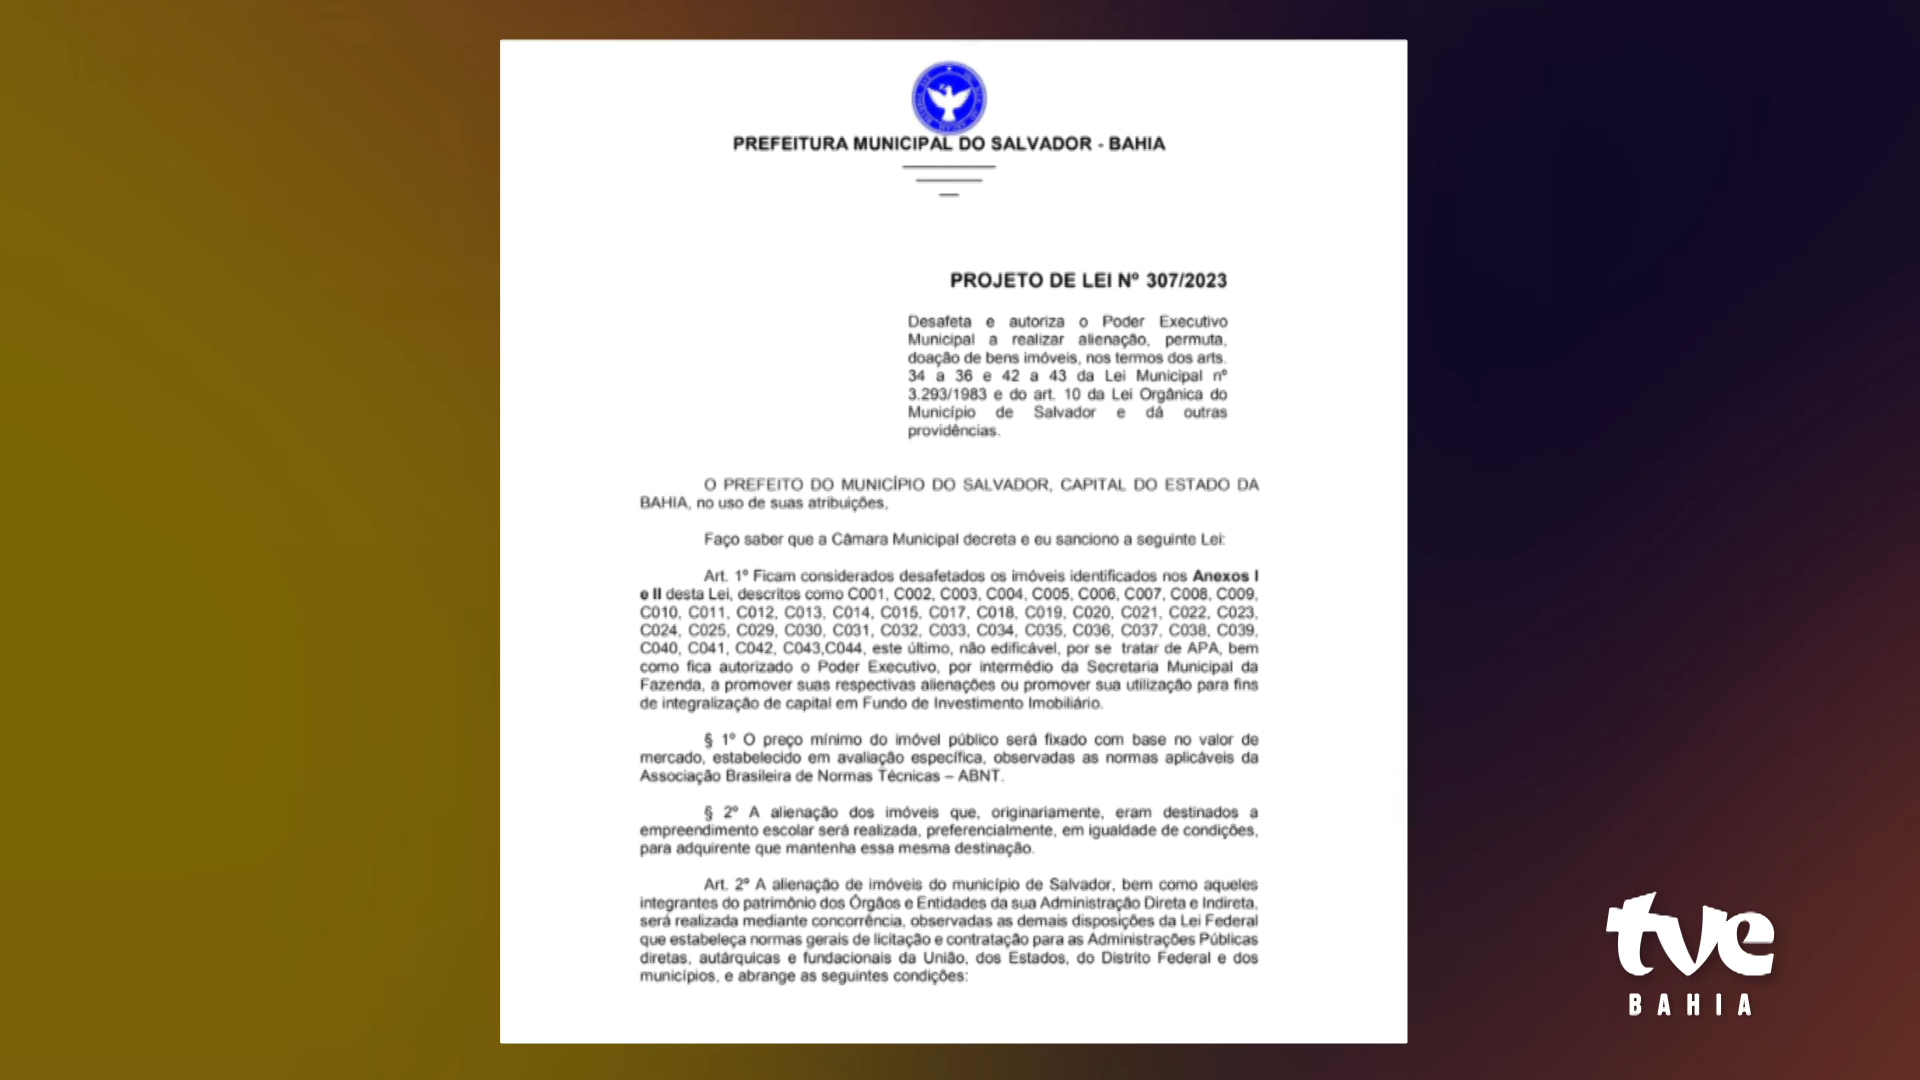 PREFEITURA MUNICIPAL DO SALVADOR - BAHIA
PROJETO DE LEI Nº 307/2023
Desafeta e autoriza o Poder Executivo
Municipal a realizar alienação, permuta,
doação de bens imóveis, nos termos dos arts.
34 a 36 e 42 a 43 da Lei Municipal nº
3.293/1983 e do art. 10 da Lei Orgânica do
Município de Salvador e dá outras
providências.
O PREFEITO DO MUNICÍPIO DO SALVADOR, CAPITAL DO ESTADO DA
BAHIA, no uso de suas atribuições,
Faço saber que a Câmara Municipal decreta e eu sanciono a seguinte Lei:
Art. 1º Ficam considerados desafetados os imóveis identificados nos Anexos I
e II desta Lei, descritos como C001, C002, C003, C004, C005, C006, C007, C008, C009,
C010, C011, C012, C013, C014, C015, C017, C018, C019, C020, C021, C022, C023,
C024, C025, C029, C030, C031, C032, C033, C034, C035, C036, C037, C038, C039,
C040, C041, C042, C043,C044, este último, não edificável, por se tratar de APA, bem
como fica autorizado o Poder Executivo, por intermédio da Secretaria Municipal da
Fazenda, a promover suas respectivas alienações ou promover sua utilização para fins
de integralização de capital em Fundo de Investimento Imobiliário.
§ 1º O preço mínimo do imóvel público será fixado com base no valor de
mercado, estabelecido em avaliação específica, observadas as normas aplicáveis da
Associação Brasileira de Normas Técnicas – ABNT.
§ 2º A alienação dos imóveis que, originariamente, eram destinados a
empreendimento escolar será realizada, preferencialmente, em igualdade de condições,
para adquirente que mantenha essa mesma destinação.
Art. 2º A alienação de imóveis do município de Salvador, bem como aqueles
integrantes do patrimônio dos Órgãos e Entidades da sua Administração Direta e Indireta,
será realizada mediante concorrência, observadas as demais disposições da Lei Federal
que estabeleça normas gerais de licitação e contratação para as Administrações Públicas
diretas, autárquicas e fundacionais da União, dos Estados, do Distrito Federal e dos
municípios, e abrange as seguintes condições:
tve
BAHIA